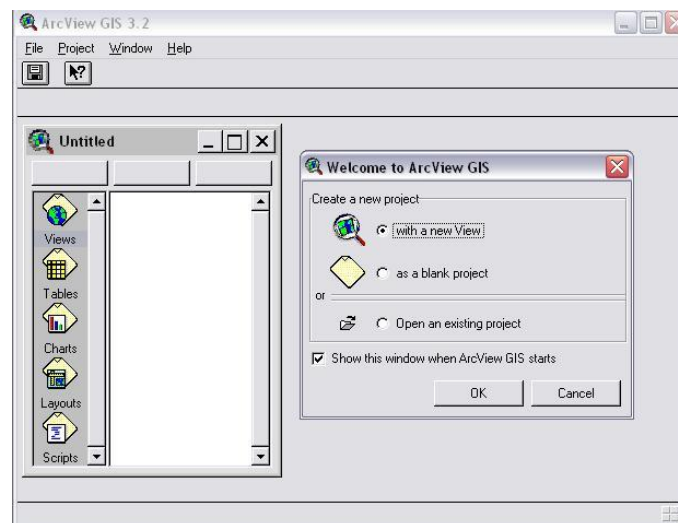 ArcView GIS 3.2
File Project Window Help
Untitled
Views
Tables
Charts
Layouts
Scripts
Welcome to ArcView GIS
Create a new project
with a new View
as a blank project
or
Open an existing project
Show this window when ArcView GIS starts
OK Cancel